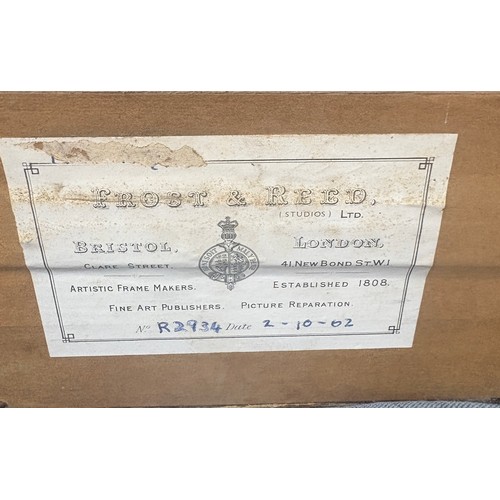 FROST & REED,
(STUDIOS) LTD.
BRISTOL, LONDON,
CLARE STREET. 41 NEW BOND ST. W.1
ARTISTIC FRAME MAKERS. ESTABLISHED 1808.
FINE ART PUBLISHERS. PICTURE REPARATION.
No R2934 Date 2-10-62